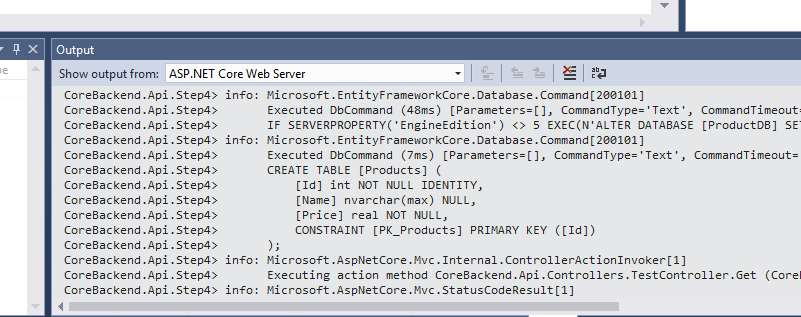 Output
Show output from: ASP.NET Core Web Server
CoreBackend.Api.Step4> info: Microsoft.EntityFrameworkCore.Database.Command[200101]
CoreBackend.Api.Step4>       Executed DbCommand (48ms) [Parameters=[], CommandType='Text', CommandTimeout=
CoreBackend.Api.Step4>       IF SERVERPROPERTY('EngineEdition') <> 5 EXEC(N'ALTER DATABASE [ProductDB] SET
CoreBackend.Api.Step4> info: Microsoft.EntityFrameworkCore.Database.Command[200101]
CoreBackend.Api.Step4>       Executed DbCommand (7ms) [Parameters=[], CommandType='Text', CommandTimeout=
CoreBackend.Api.Step4>       CREATE TABLE [Products] (
CoreBackend.Api.Step4>           [Id] int NOT NULL IDENTITY,
CoreBackend.Api.Step4>           [Name] nvarchar(max) NULL,
CoreBackend.Api.Step4>           [Price] real NOT NULL,
CoreBackend.Api.Step4>           CONSTRAINT [PK_Products] PRIMARY KEY ([Id])
CoreBackend.Api.Step4>       );
CoreBackend.Api.Step4> info: Microsoft.AspNetCore.Mvc.Internal.ControllerActionInvoker[1]
CoreBackend.Api.Step4>       Executing action method CoreBackend.Api.Controllers.TestController.Get (Core
CoreBackend.Api.Step4> info: Microsoft.AspNetCore.Mvc.StatusCodeResult[1]